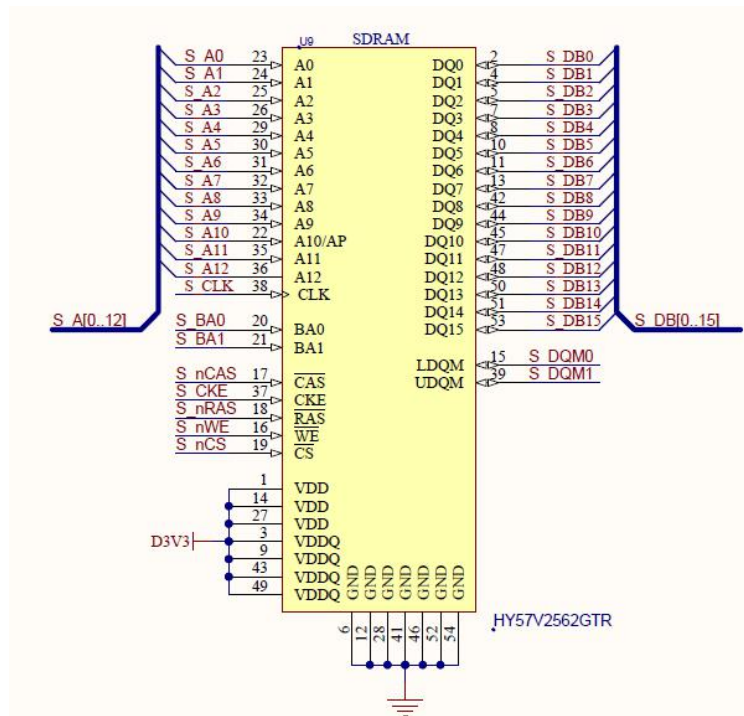 U9 SDRAM
S_A0 23 A0 DQ0 2 S_DB0
S_A1 24 A1 DQ1 4 S_DB1
S_A2 25 A2 DQ2 5 S_DB2
S_A3 26 A3 DQ3 7 S_DB3
S_A4 29 A4 DQ4 8 S_DB4
S_A5 30 A5 DQ5 10 S_DB5
S_A6 31 A6 DQ6 11 S_DB6
S_A7 32 A7 DQ7 13 S_DB7
S_A8 33 A8 DQ8 42 S_DB8
S_A9 34 A9 DQ9 44 S_DB9
S_A10 22 A10/AP DQ10 45 S_DB10
S_A11 35 A11 DQ11 47 S_DB11
S_A12 36 A12 DQ12 48 S_DB12
S_CLK 38 CLK DQ13 50 S_DB13
DQ14 51 S_DB14
S_A[0..12] S_BA0 20 BA0 DQ15 53 S_DB15 S_DB[0..15]
S_BA1 21 BA1
LDQM 15 S_DQM0
S_nCAS 17 CAS UDQM 39 S_DQM1
S_CKE 37 CKE
S_nRAS 18 RAS
S_nWE 16 WE
S_nCS 19 CS
1 VDD
14 VDD
27 VDD
D3V3 3 VDDQ
9 VDDQ
43 VDDQ
49 VDDQ
GND GND GND GND GND GND GND
6 12 28 41 46 52 54
HY57V2562GTR